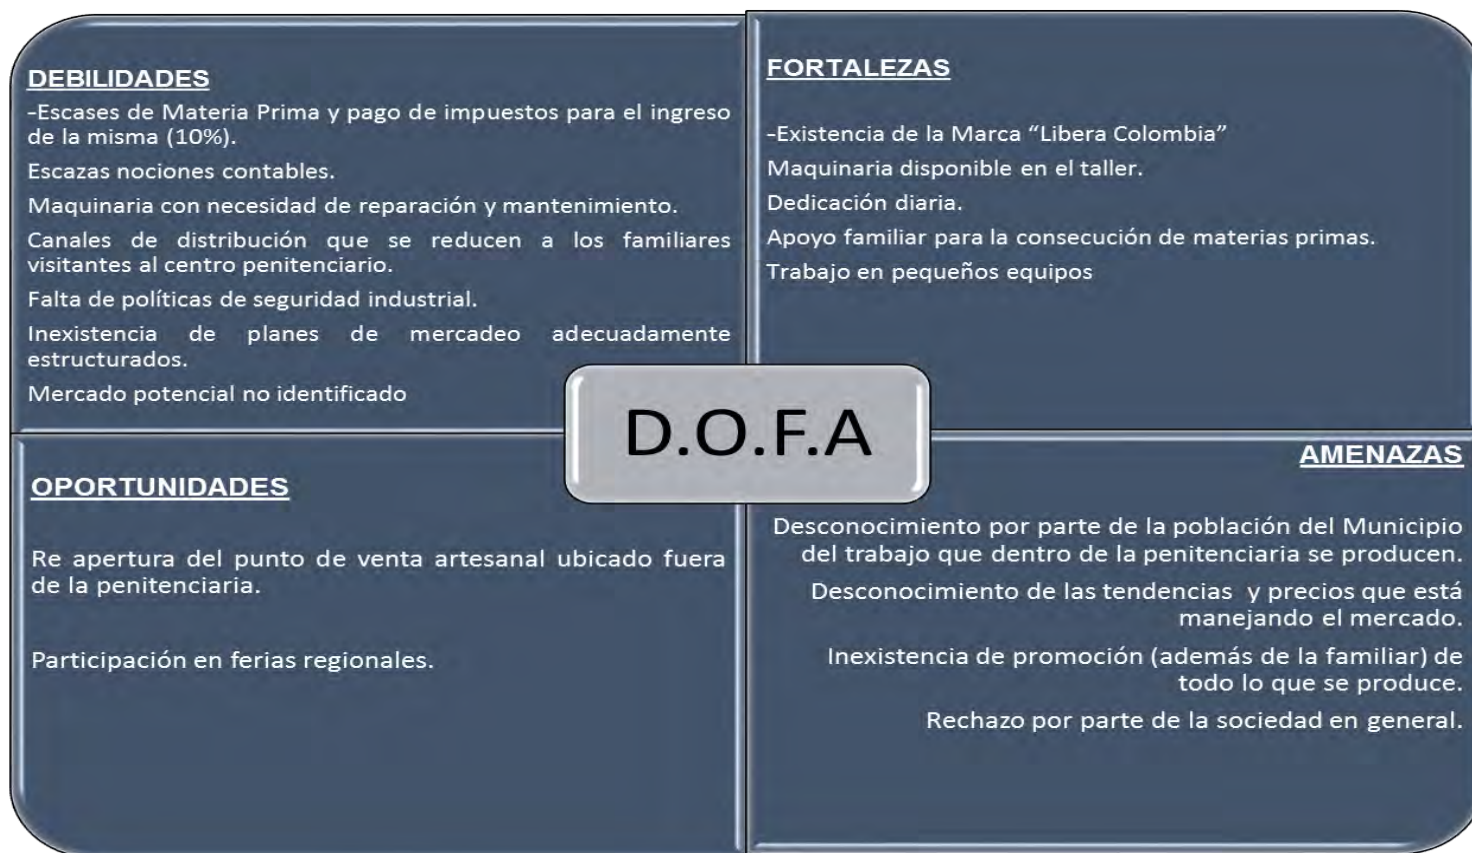 DEBILIDADES
-Escases de Materia Prima y pago de impuestos para el ingreso
de la misma (10%).
Escazas nociones contables.
Maquinaria con necesidad de reparación y mantenimiento.
Canales de distribución que se reducen a los familiares
visitantes al centro penitenciario.
Falta de políticas de seguridad industrial.
Inexistencia de planes de mercadeo adecuadamente
estructurados.
Mercado potencial no identificado
FORTALEZAS
-Existencia de la Marca “Libera Colombia”
Maquinaria disponible en el taller.
Dedicación diaria.
Apoyo familiar para la consecución de materias primas.
Trabajo en pequeños equipos
D.O.F.A
OPORTUNIDADES
Re apertura del punto de venta artesanal ubicado fuera
de la penitenciaria.
Participación en ferias regionales.
AMENAZAS
Desconocimiento por parte de la población del Municipio
del trabajo que dentro de la penitenciaria se producen.
Desconocimiento de las tendencias y precios que está
manejando el mercado.
Inexistencia de promoción (además de la familiar) de
todo lo que se produce.
Rechazo por parte de la sociedad en general.